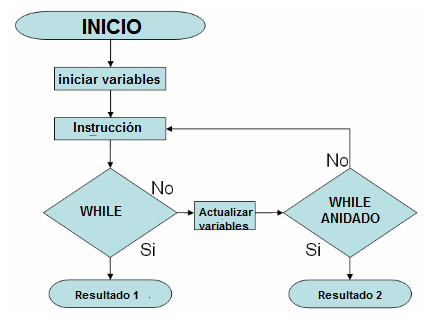 INICIO
iniciar variables
Instrucción
No
WHILE
Actualizar
variables
Si
Resultado 1
No
WHILE
ANIDADO
Si
Resultado 2